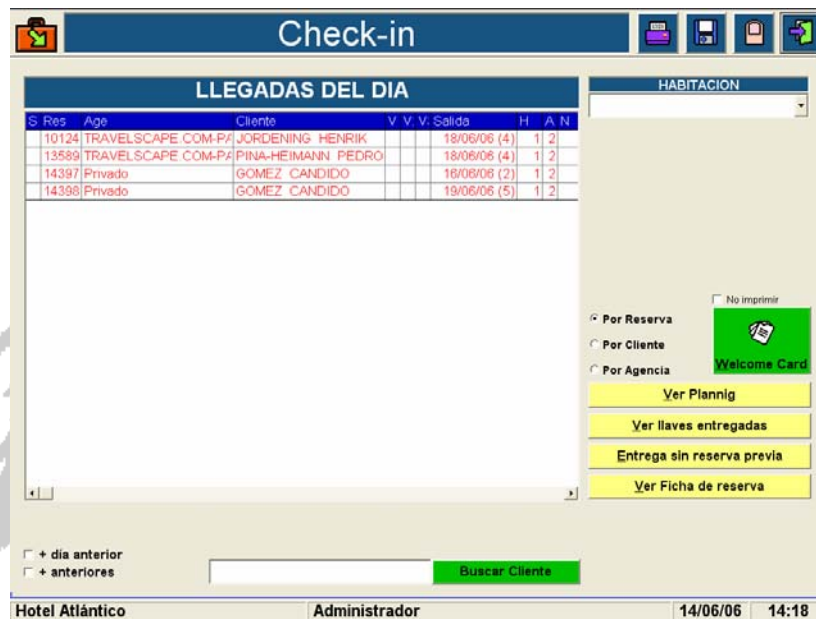 Check-in
LLEGADAS DEL DIA
HABITACION
S Res Age Cliente V V. V. Salida H A N
10124 TRAVELSCAPE.COM-PA JORDENING HENRIK 18/06/06 (4) 1 2
13589 TRAVELSCAPE.COM-PA PINA-HEIMANN PEDRO 18/06/06 (4) 1 2
14397 Privado GOMEZ CANDIDO 16/06/06 (2) 1 2
14398 Privado GOMEZ CANDIDO 19/06/06 (5) 1 2
No imprimir
Por Reserva
Por Cliente
Por Agencia
Welcome Card
Ver Plannig
Ver llaves entregadas
Entrega sin reserva previa
Ver Ficha de reserva
+ día anterior
+ anteriores
Buscar Cliente
Hotel Atlántico Administrador 14/06/06 14:18